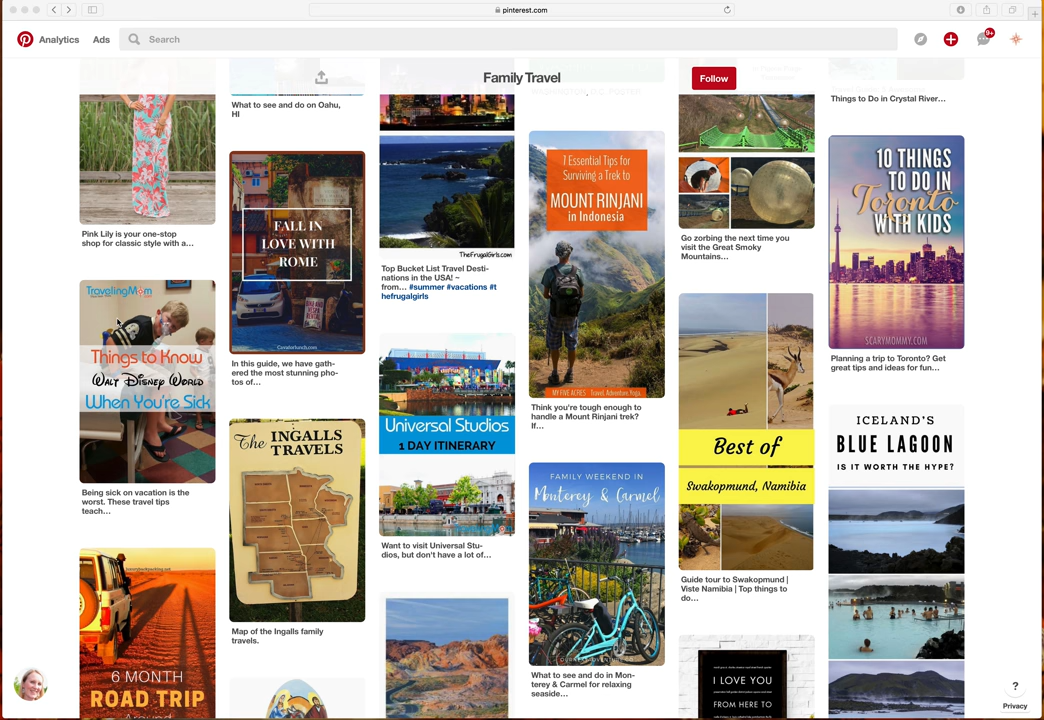 pinterest.com
Analytics
Ads
Search
9+
Family Travel
Follow
Pink Lily is your one-stop
shop for classic style with a...
TravelingMom
Things to Know
Walt Disney World
When You're Sick
Being sick on vacation is the
worst. These travel tips
teach...
6 MONTH
ROAD TRIP
Around
What to see and do on Oahu,
HI
FALL IN
LOVE WITH
ROME
In this guide, we have gath-
ered the most stunning pho-
tos of...
The INGALLS
TRAVELS
Map of the Ingalls family
travels.
TheFrugalGirls.com
Top Bucket List Travel Desti-
nations in the USA! ~
from... #summer #vacations #t
hefrugalgirls
Universal Studios
1 DAY ITINERARY
Want to visit Universal Stu-
dios, but don't have a lot of...
7 Essential Tips for
Surviving a Trek to
MOUNT RINJANI
in Indonesia
MY FIVE ACRES Travel. Adventure. Yoga.
Think you're tough enough to
handle a Mount Rinjani trek?
If...
FAMILY WEEKEND IN
Monterey & Carmel
What to see and do in Mon-
terey & Carmel for relaxing
seaside...
Go zorbing the next time you
visit the Great Smoky
Mountains...
Best of
Swakopmund, Namibia
Guide tour to Swakopmund |
Viste Namibia | Top things to
do...
I LOVE YOU
FROM HERE TO
Things to Do in Crystal River...
10 THINGS
TO DO IN
Toronto
WITH KIDS
SCARYMOMMY.COM
Planning a trip to Toronto? Get
great tips and ideas for fun...
ICELAND'S
BLUE LAGOON
IS IT WORTH THE HYPE?
?
Privacy